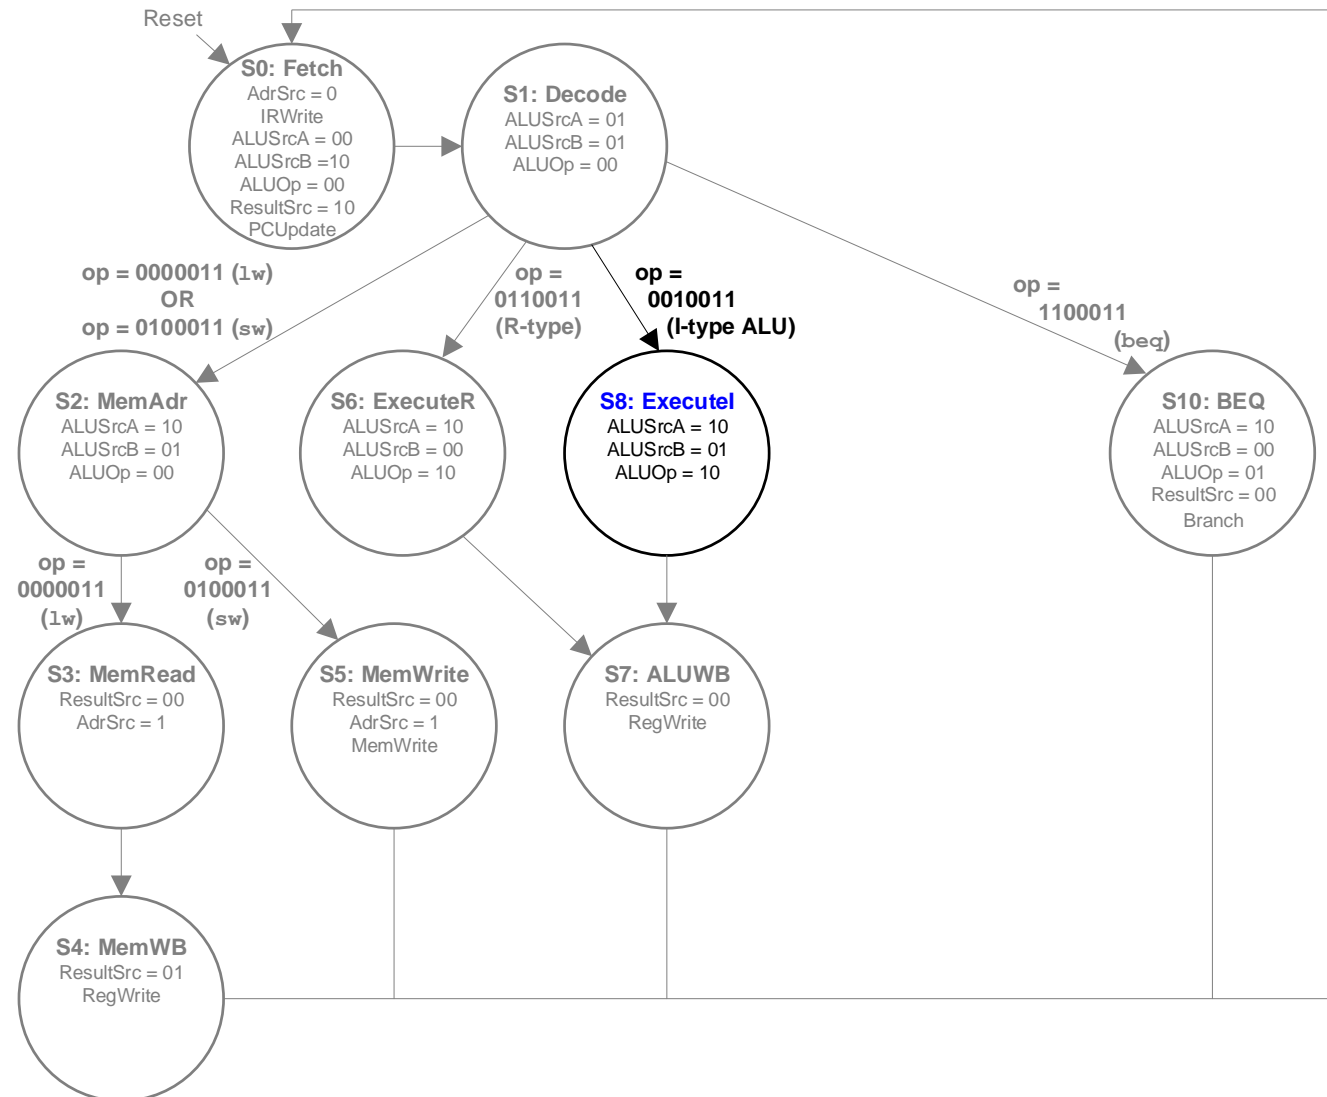 Reset
S0: Fetch
AdrSrc = 0
IRWrite
ALUSrcA = 00
ALUSrcB =10
ALUOp = 00
ResultSrc = 10
PCUpdate
S1: Decode
ALUSrcA = 01
ALUSrcB = 01
ALUOp = 00
op = 0000011 (lw)
OR
op = 0100011 (sw)
op =
0110011
(R-type)
op =
0010011
(I-type ALU)
op =
1100011
(beq)
S2: MemAdr
ALUSrcA = 10
ALUSrcB = 01
ALUOp = 00
S6: ExecuteR
ALUSrcA = 10
ALUSrcB = 00
ALUOp = 10
S8: ExecuteI
ALUSrcA = 10
ALUSrcB = 01
ALUOp = 10
S10: BEQ
ALUSrcA = 10
ALUSrcB = 00
ALUOp = 01
ResultSrc = 00
Branch
op =
0000011
(lw)
op =
0100011
(sw)
S3: MemRead
ResultSrc = 00
AdrSrc = 1
S5: MemWrite
ResultSrc = 00
AdrSrc = 1
MemWrite
S7: ALUWB
ResultSrc = 00
RegWrite
S4: MemWB
ResultSrc = 01
RegWrite